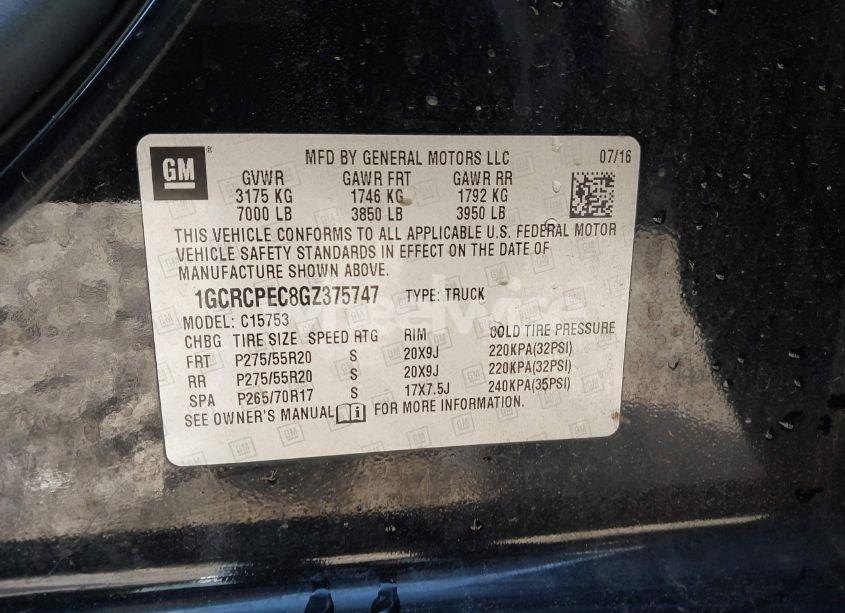 GM
MFD BY GENERAL MOTORS LLC 07/16
GVWR GAWR FRT GAWR RR
3175 KG 1746 KG 1792 KG
7000 LB 3850 LB 3950 LB
THIS VEHICLE CONFORMS TO ALL APPLICABLE U.S. FEDERAL MOTOR
VEHICLE SAFETY STANDARDS IN EFFECT ON THE DATE OF
MANUFACTURE SHOWN ABOVE.
1GCRCPEC8GZ375747 TYPE: TRUCK
MODEL: C15753
CHBG TIRE SIZE SPEED RTG RIM COLD TIRE PRESSURE
FRT P275/55R20 S 20X9J 220KPA(32PSI)
RR P275/55R20 S 20X9J 220KPA(32PSI)
SPA P265/70R17 S 17X7.5J 240KPA(35PSI)
SEE OWNER'S MANUAL FOR MORE INFORMATION.